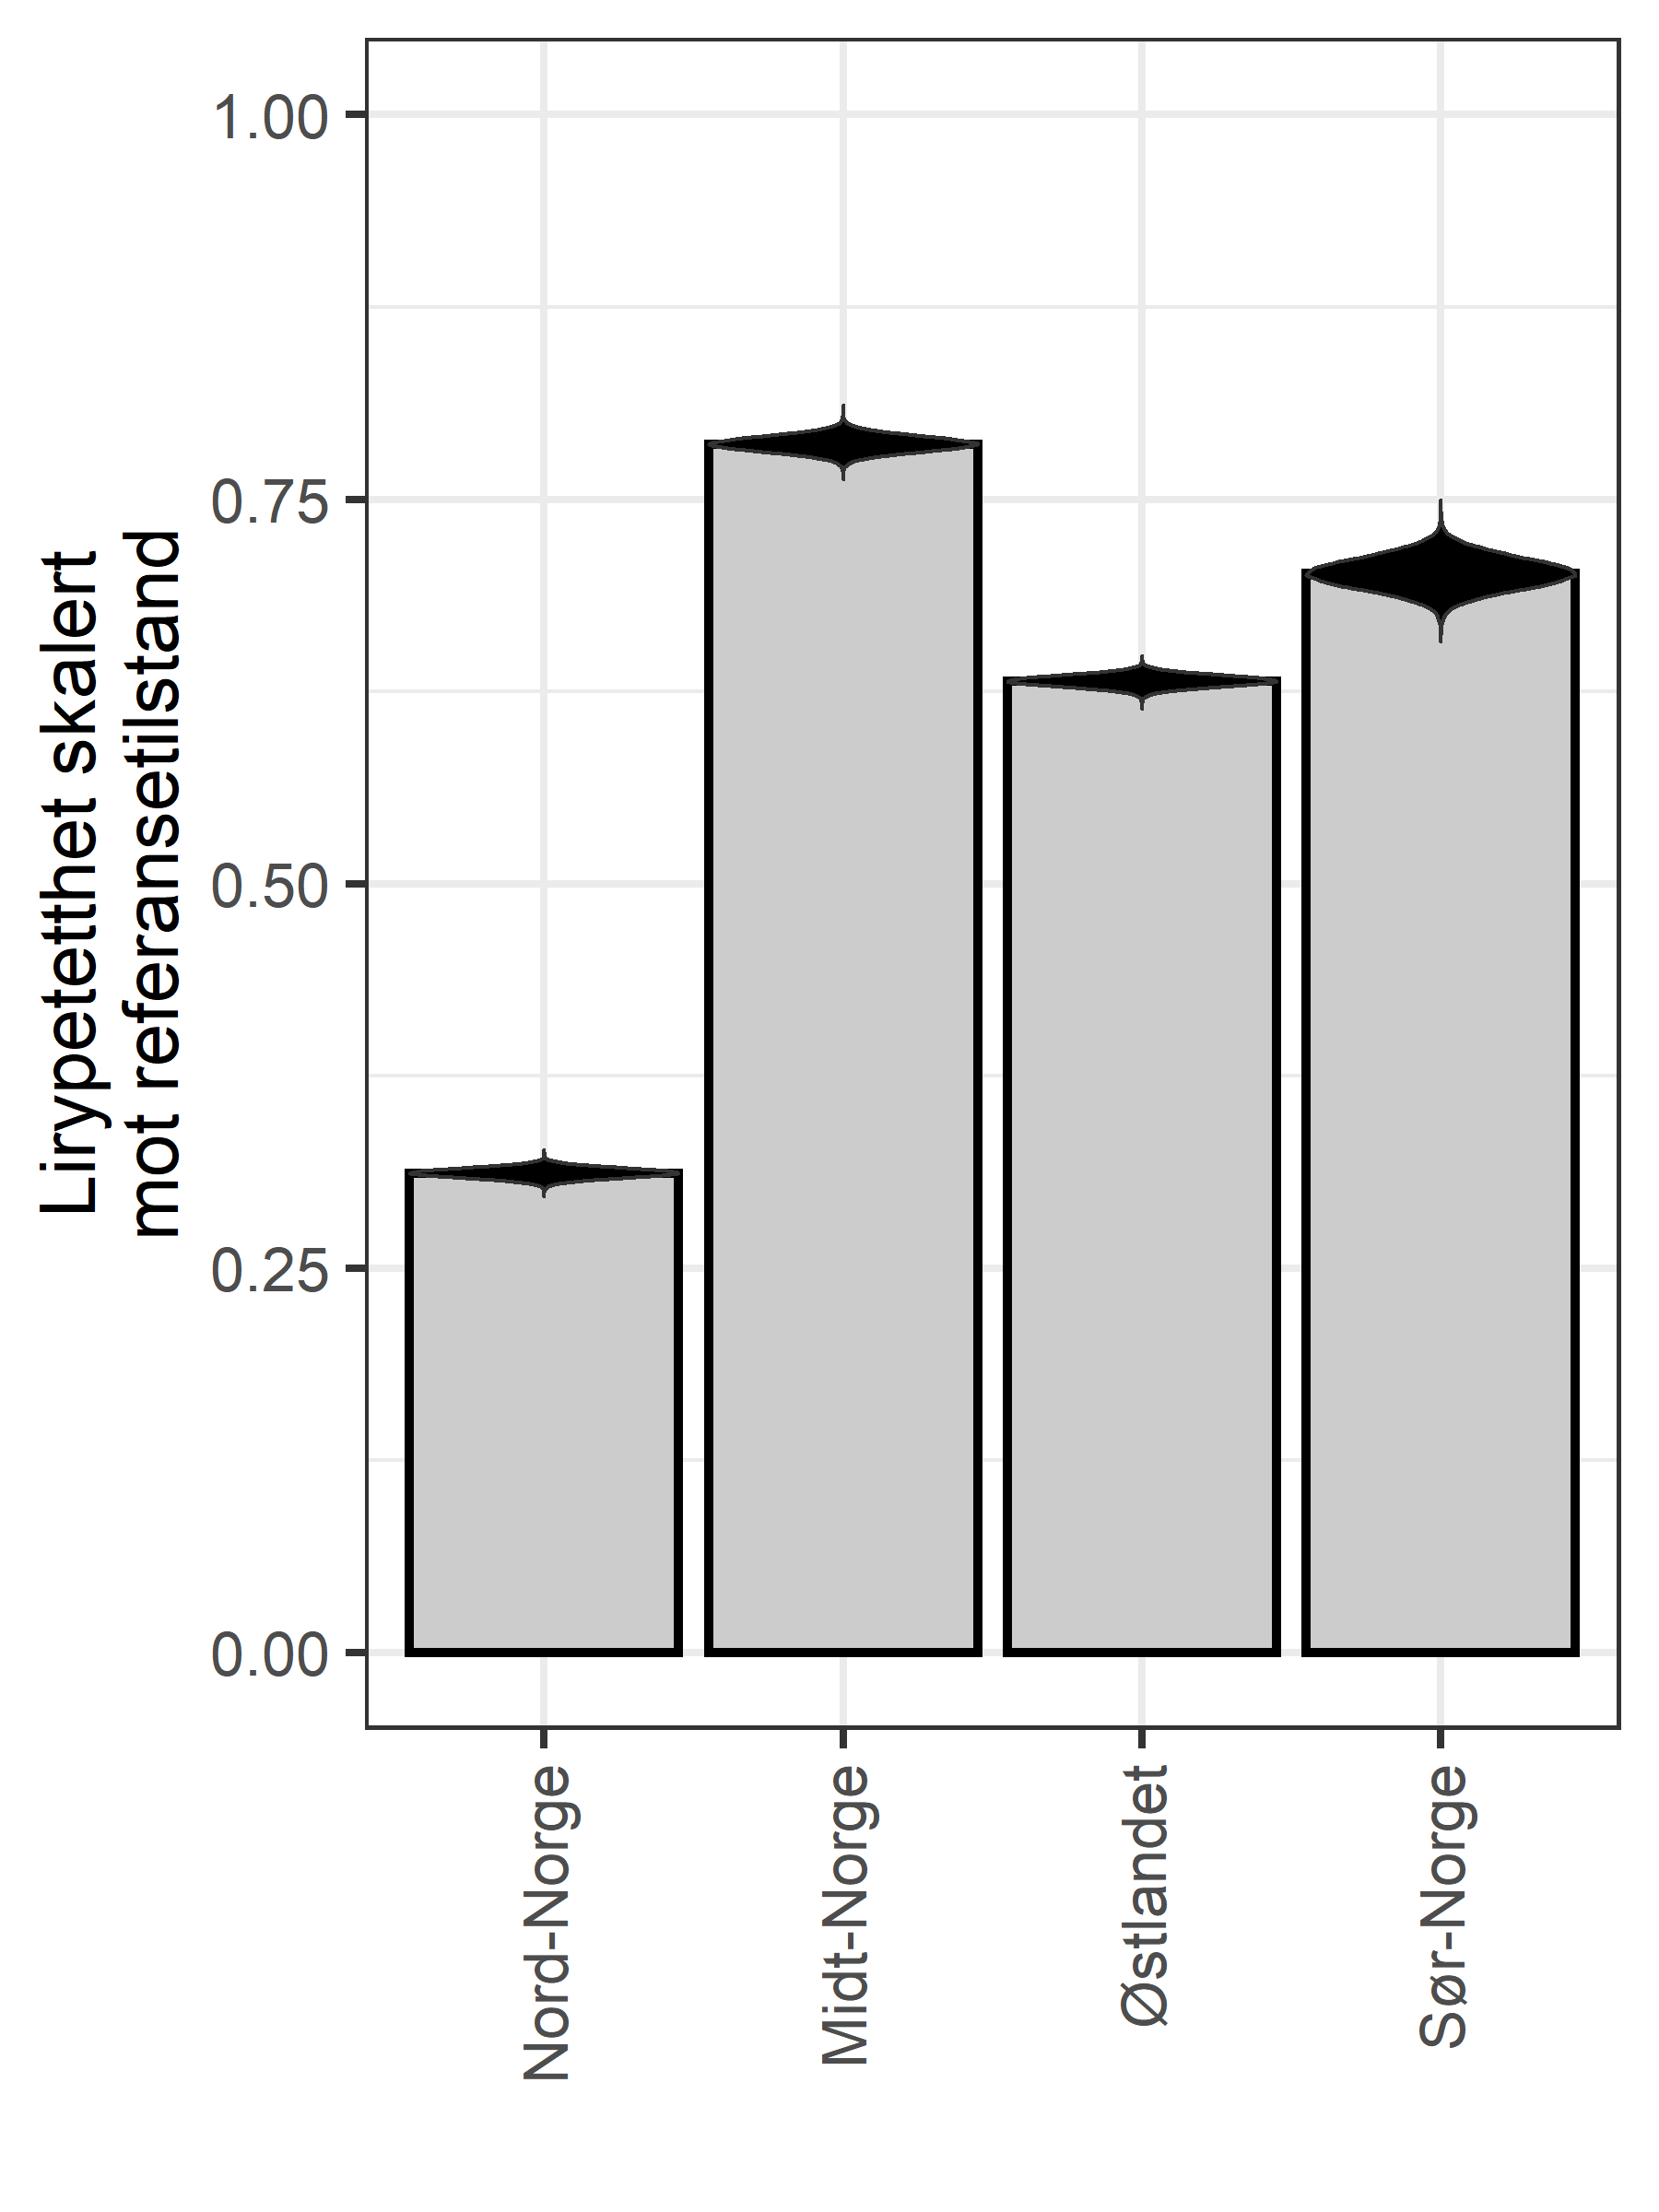 Lirypetetthet skalert
mot referansetilstand
1.00
0.75
0.50
0.25
0.00
Nord-Norge
Midt-Norge
Østlandet
Sør-Norge